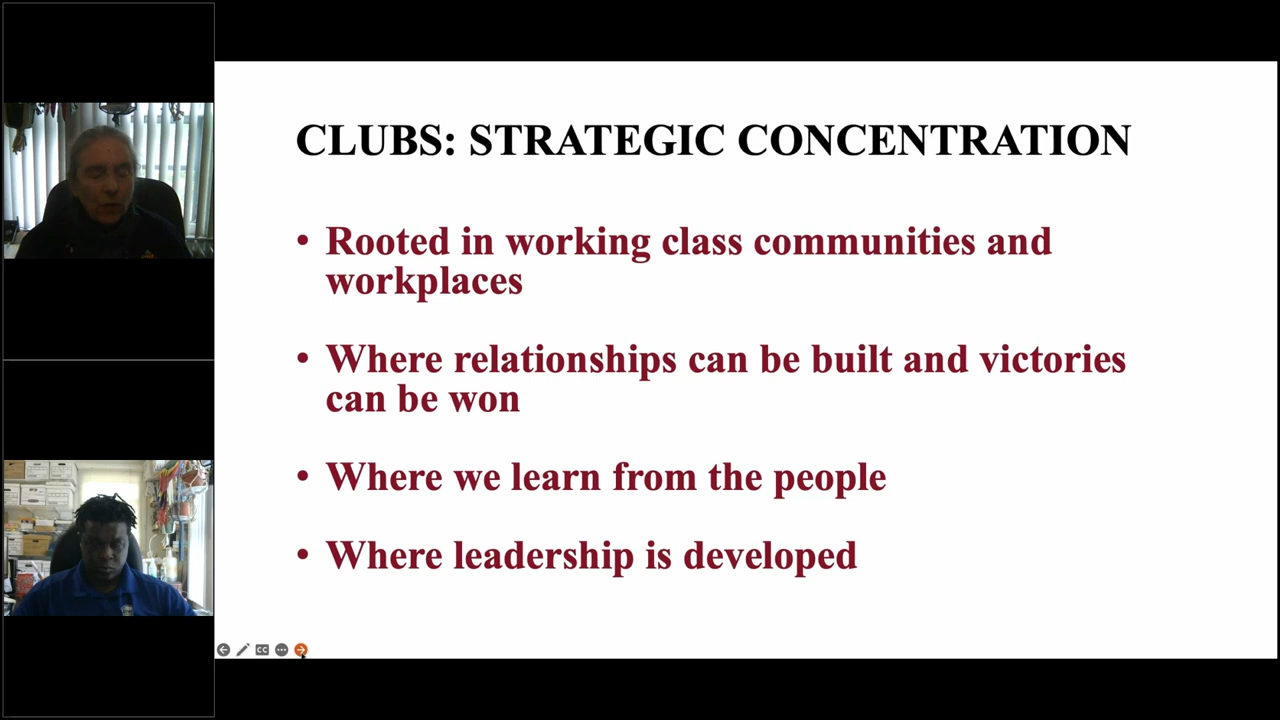 CLUBS: STRATEGIC CONCENTRATION
• Rooted in working class communities and
workplaces
• Where relationships can be built and victories
can be won
• Where we learn from the people
• Where leadership is developed
CC